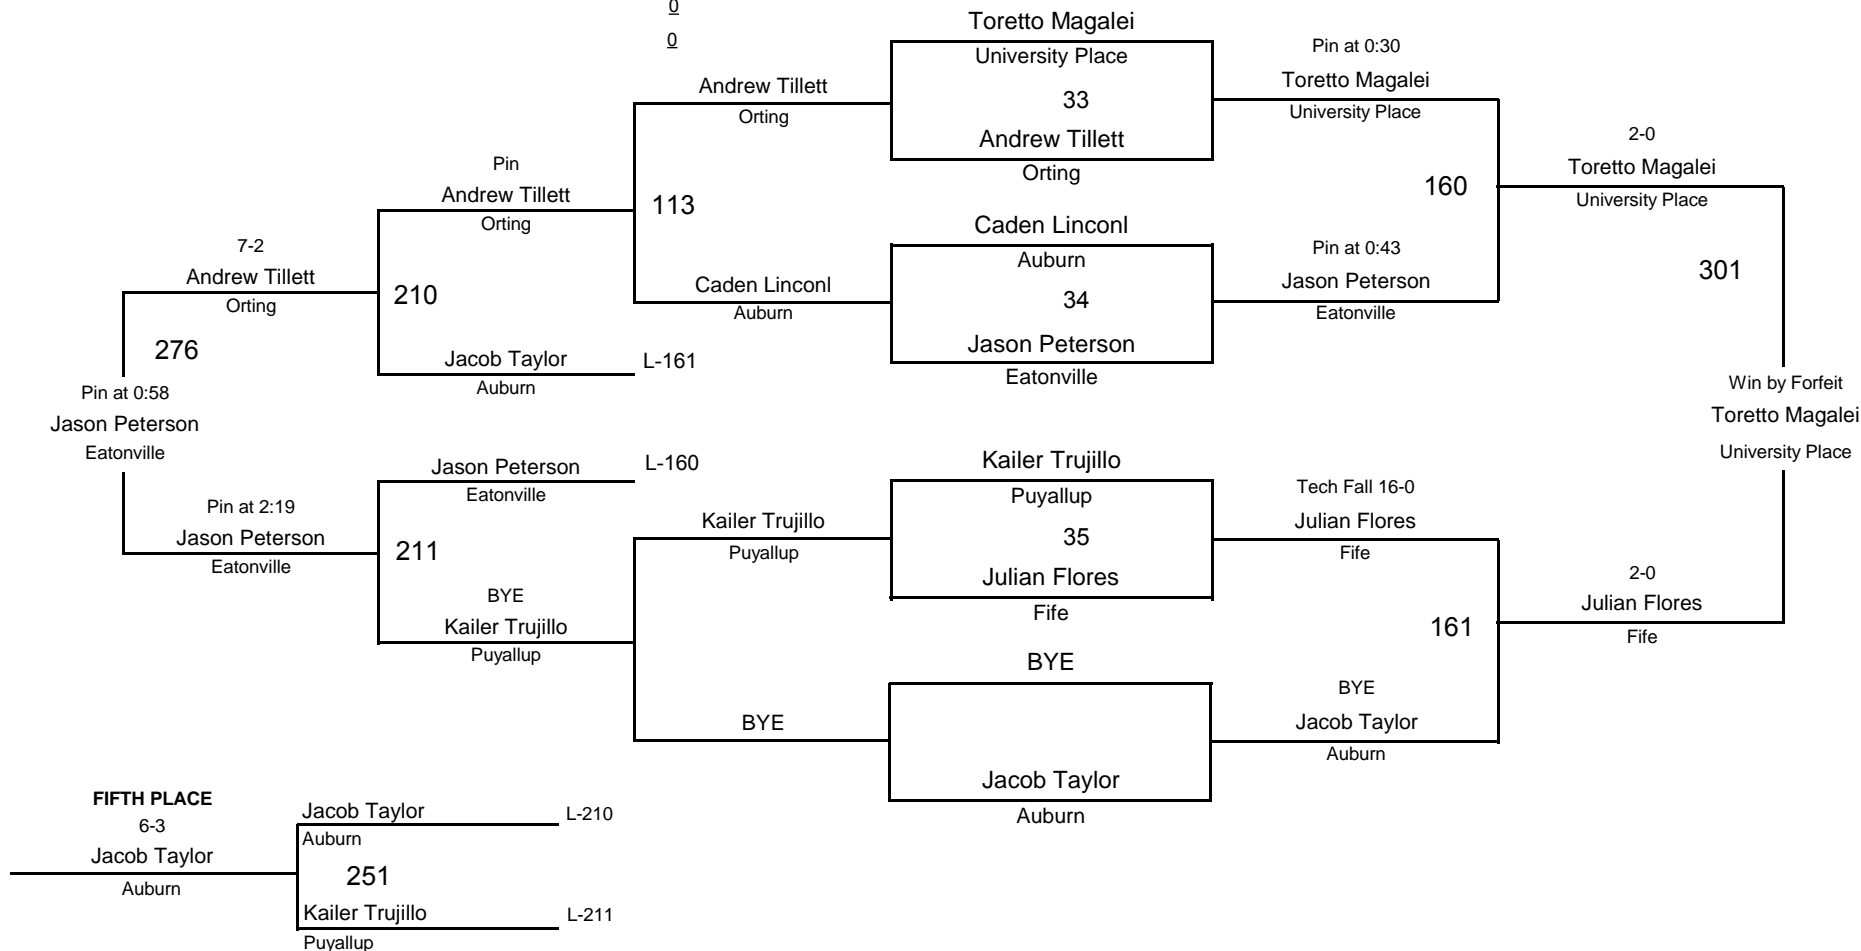 0
0
Toretto Magalei
University Place
33
Andrew Tillett
Orting
Caden Linconl
Auburn
34
Jason Peterson
Eatonville
Kailer Trujillo
Puyallup
35
Julian Flores
Fife
BYE
Jacob Taylor
Auburn
Pin at 0:30
Toretto Magalei
University Place
160
Pin at 0:43
Jason Peterson
Eatonville
Tech Fall 16-0
Julian Flores
Fife
161
BYE
Jacob Taylor
Auburn
2-0
Toretto Magalei
University Place
301
2-0
Julian Flores
Fife
Win by Forfeit
Toretto Magalei
University Place
Andrew Tillett
Orting
113
Caden Linconl
Auburn
Kailer Trujillo
Puyallup
BYE
Pin
Andrew Tillett
Orting
210
Jacob Taylor
L-161
Auburn
Jason Peterson
L-160
Eatonville
211
BYE
Kailer Trujillo
Puyallup
7-2
Andrew Tillett
Orting
276
Pin at 2:19
Jason Peterson
Eatonville
Pin at 0:58
Jason Peterson
Eatonville
FIFTH PLACE
6-3
Jacob Taylor
Auburn
Jacob Taylor
L-210
Auburn
251
Kailer Trujillo
L-211
Puyallup